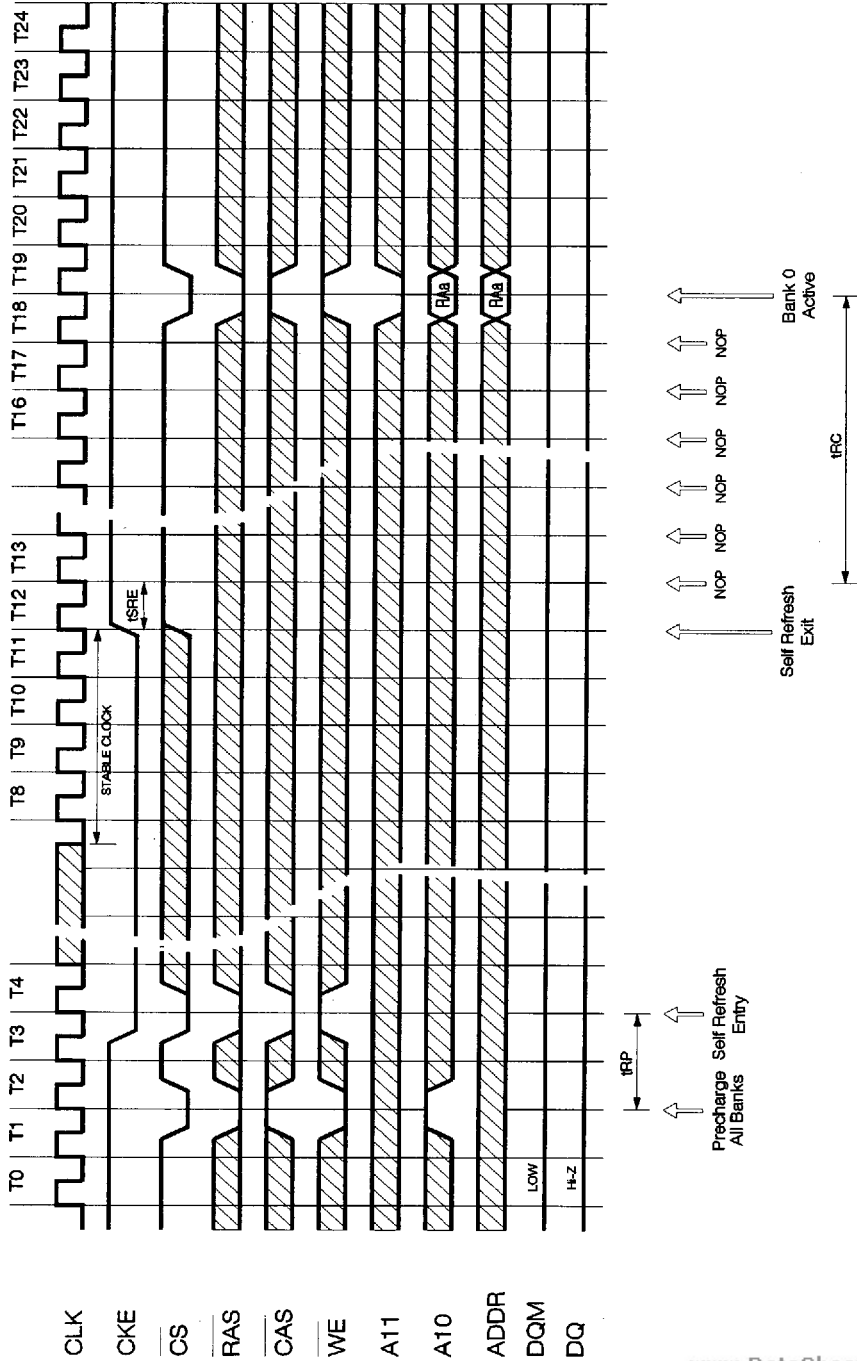 T0 T1 T2 T3 T4 T8 T9 T10 T11 T12 T13 T16 T17 T18 T19 T20 T21 T22 T23 T24
CLK
STABLE CLOCK
CKE
tSRE
CS
RAS
CAS
WE
A11
A10
RAa
ADDR
RAa
DQM
LOW
DQ
Hi-Z
tRP
Precharge
All Banks
Self Refresh
Entry
Self Refresh
Exit
NOP NOP NOP NOP NOP NOP
Bank 0
Active
tRC